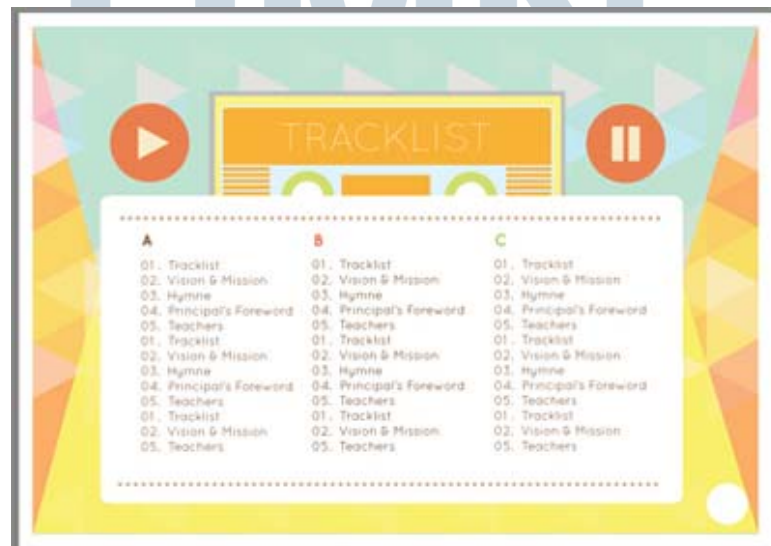 TRACKLIST
A
01. Tracklist
02. Vision & Mission
03. Hymne
04. Principal's Foreword
05. Teachers
01. Tracklist
02. Vision & Mission
03. Hymne
04. Principal's Foreword
05. Teachers
01. Tracklist
02. Vision & Mission
05. Teachers
B
01. Tracklist
02. Vision & Mission
03. Hymne
04. Principal's Foreword
05. Teachers
01. Tracklist
02. Vision & Mission
03. Hymne
04. Principal's Foreword
05. Teachers
01. Tracklist
02. Vision & Mission
05. Teachers
C
01. Tracklist
02. Vision & Mission
03. Hymne
04. Principal's Foreword
05. Teachers
01. Tracklist
02. Vision & Mission
03. Hymne
04. Principal's Foreword
05. Teachers
01. Tracklist
02. Vision & Mission
05. Teachers